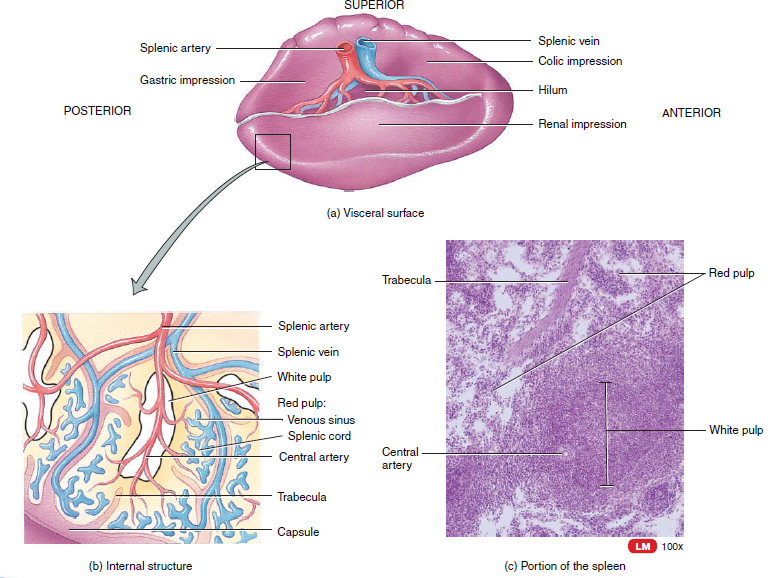 SUPERIOR
Splenic artery
Splenic vein
Colic impression
Gastric impression
Hilum
POSTERIOR
ANTERIOR
Renal impression
(a) Visceral surface
Trabecula
Red pulp
Splenic artery
Splenic vein
White pulp
Red pulp:
Venous sinus
Splenic cord
Central artery
Trabecula
Capsule
White pulp
Central
artery
LM 100x
(b) Internal structure
(c) Portion of the spleen